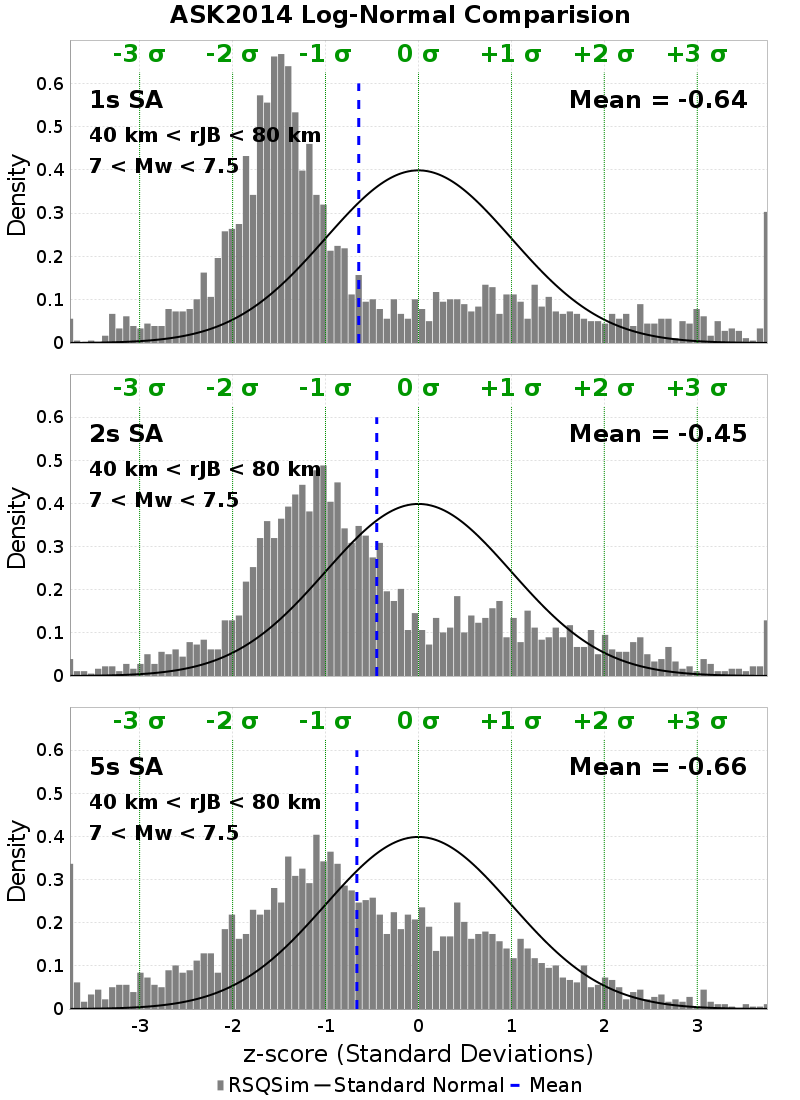 ASK2014 Log-Normal Comparision
-3 σ -2 σ -1 σ 0 σ +1 σ +2 σ +3 σ
1s SA Mean = -0.64
40 km < rJB < 80 km
7 < Mw < 7.5
0.6
0.5
0.4
0.3
0.2
0.1
0
Density
-3 σ -2 σ -1 σ 0 σ +1 σ +2 σ +3 σ
2s SA Mean = -0.45
40 km < rJB < 80 km
7 < Mw < 7.5
0.6
0.5
0.4
0.3
0.2
0.1
0
Density
-3 σ -2 σ -1 σ 0 σ +1 σ +2 σ +3 σ
5s SA Mean = -0.66
40 km < rJB < 80 km
7 < Mw < 7.5
0.6
0.5
0.4
0.3
0.2
0.1
0
Density
-3 -2 -1 0 1 2 3
z-score (Standard Deviations)
RSQSim Standard Normal Mean